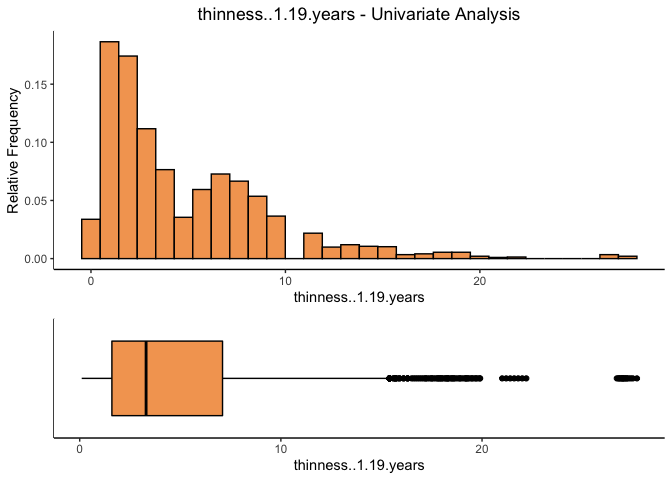 thinness..1.19.years - Univariate Analysis
Relative Frequency
0.15
0.10
0.05
0.00
0 10 20
thinness..1.19.years
0 10 20
thinness..1.19.years